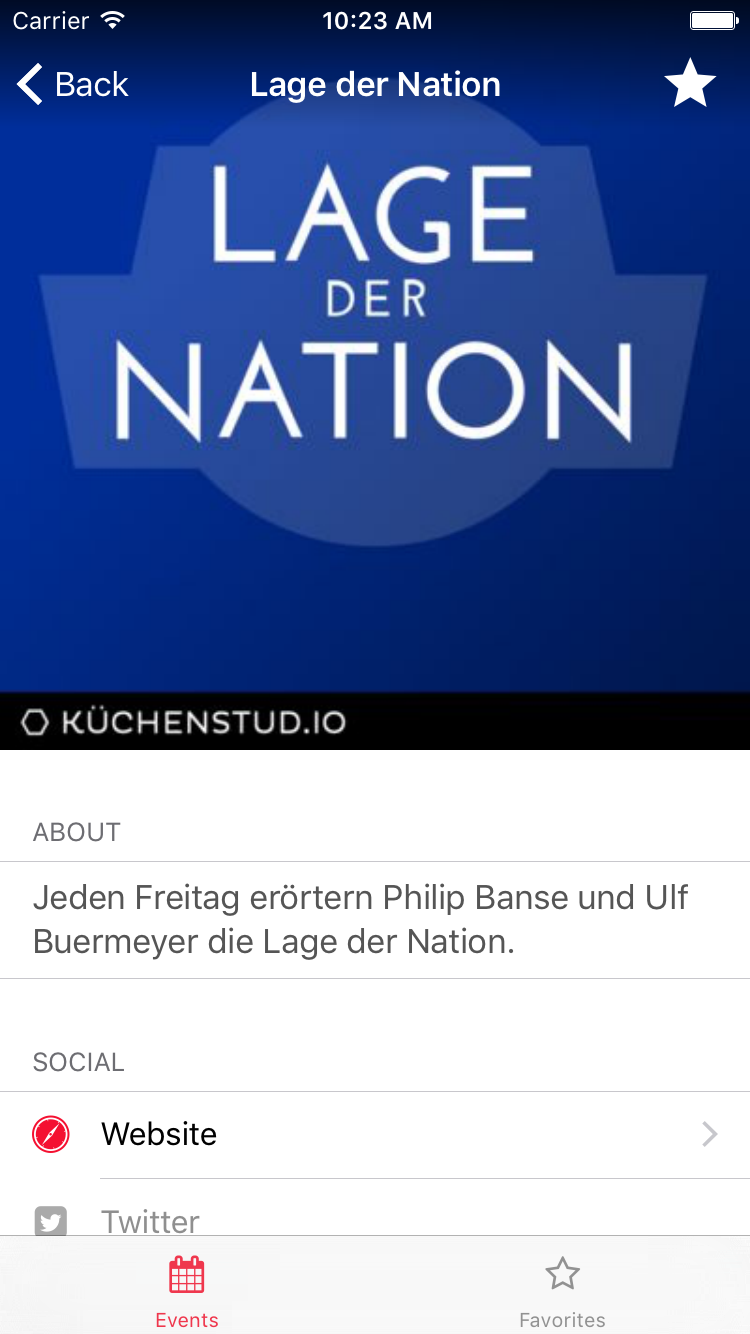 Carrier 10:23 AM
Back Lage der Nation
LAGE
DER
NATION
KÜCHENSTUD.IO
ABOUT
Jeden Freitag erörtern Philip Banse und Ulf
Buermeyer die Lage der Nation.
SOCIAL
Website
Twitter
Events Favorites